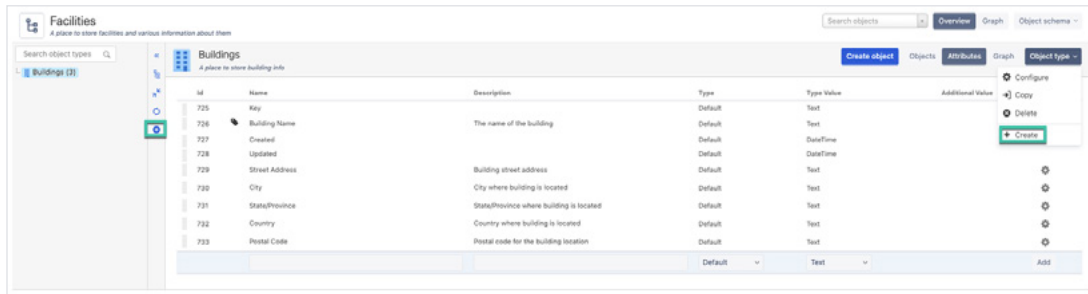 Facilities
A place to store facilities and various information about them
Search objects
Overview Graph Object schema
Search object types
Buildings (3)
Buildings
A place to store building info
Create object Objects Attributes Graph Object type
Configure
Copy
Delete
+ Create
Id Name Description Type Type Value Additional Value
725 Key Default Text
726 Building Name The name of the building Default Text
727 Created Default DateTime
728 Updated Default DateTime
729 Street Address Building street address Default Text
730 City City where building is located Default Text
731 State/Province State/Province where building is located Default Text
732 Country Country where building is located Default Text
733 Postal Code Postal code for the building location Default Text
Default Text Add